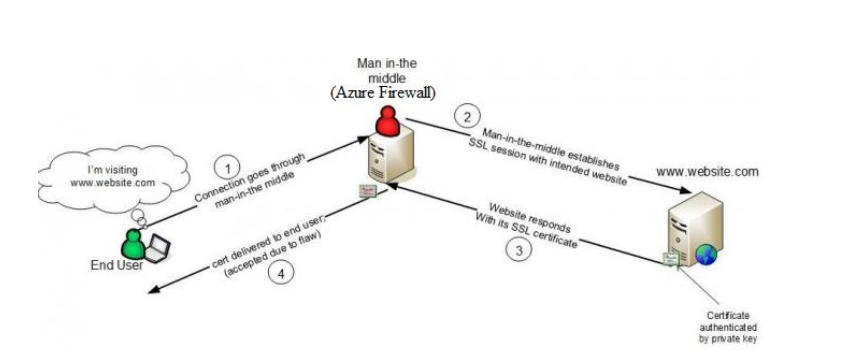 Man in-the
middle
(Azure Firewall)
2
Man-in-the-middle establishes
SSL session with intended website
www.website.com
I'm visiting
www.website.com
1
Connection goes through
man-in-the middle
Website responds
With its SSL certificate
3
End User
cert delivered to end user,
(accepted due to flaw)
4
Certificate
authenticated
by private key